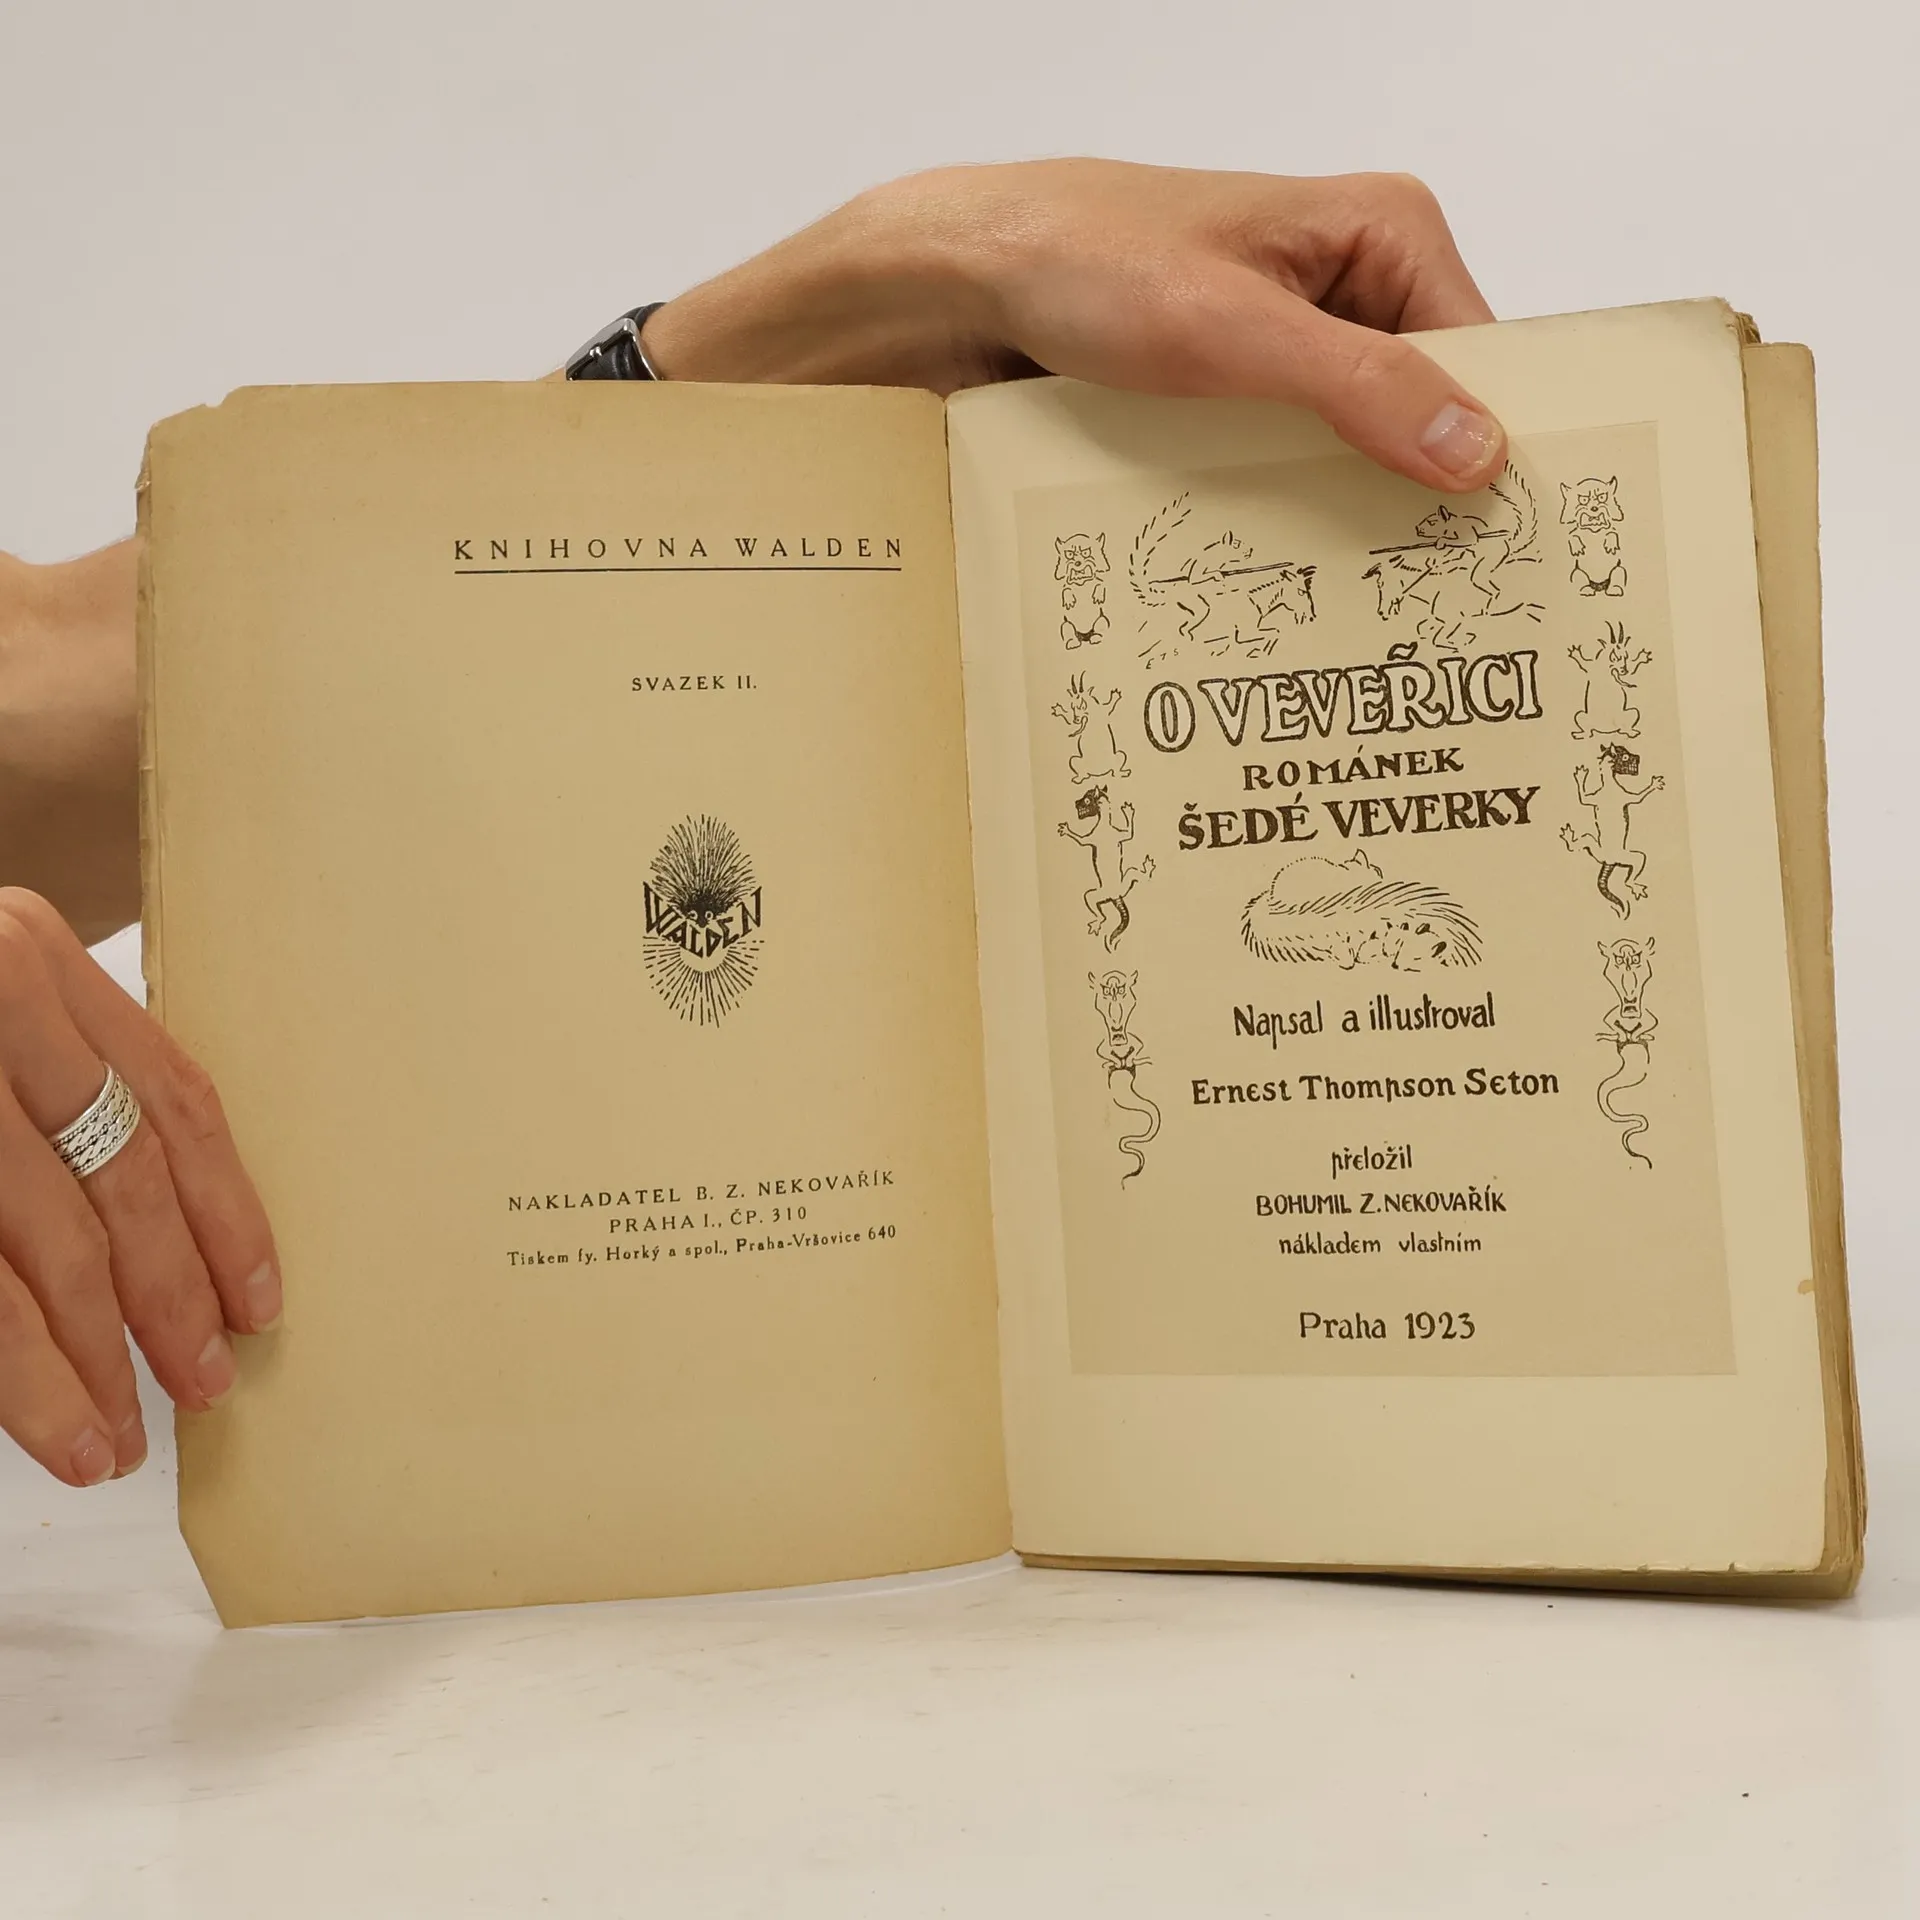 KNIHOVNA WALDEN
SVAZEK II.
WALDEN
NAKLADATEL B. Z. NEKOVAŘÍK
PRAHA I., ČP. 310
Tiskem fy. Horký a spol., Praha-Vršovice 640
ETS
O VEVEŘICI
ROMÁNEK
ŠEDÉ VEVERKY
Napsal a illustroval
Ernest Thompson Seton
přeložil
BOHUMIL Z. NEKOVAŘÍK
nákladem vlastním
Praha 1923